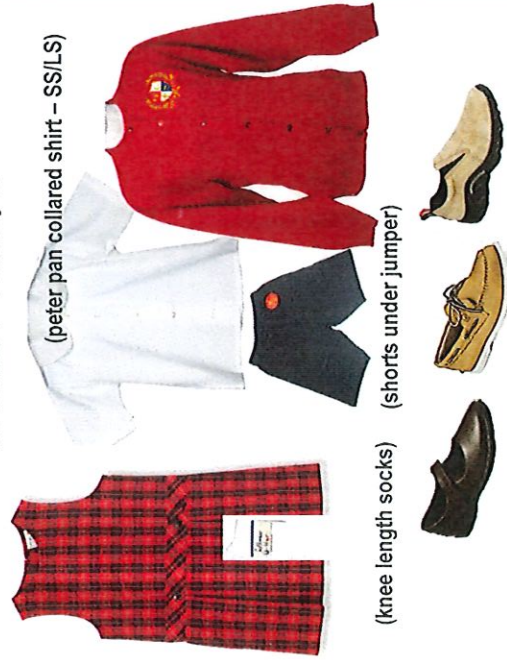 (peter pan collared shirt – SS/LS)
(shorts under jumper)
(knee length socks)